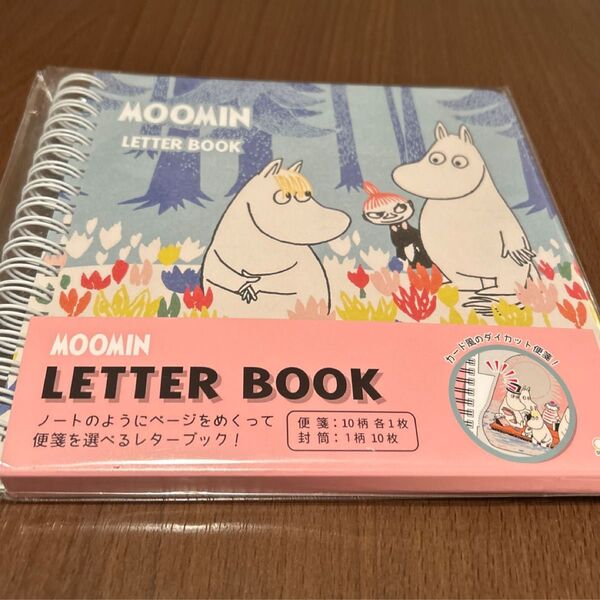 MOOMIN
LETTER BOOK
MOOMIN
LETTER BOOK
ノートのようにページをめくって
便箋を選べるレターブック！
便 箋：10柄 各1枚
封 筒：1柄 10枚
カード風のダイカット便箋！